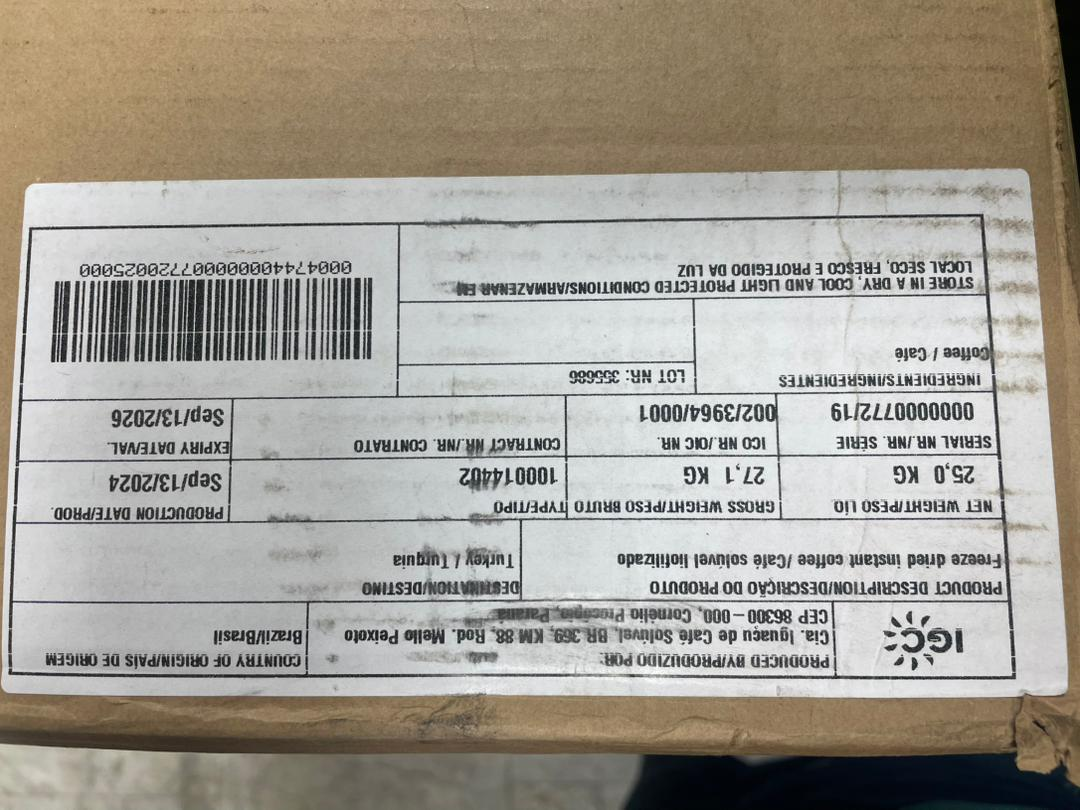 IGC
PRODUCED BY/PRODUZIDO POR:
Cia. Iguaçu de Café Solúvel, BR 369, KM 88, Rod. Mello Peixoto
CEP 86300-000, Cornélio Procópio, Paraná
COUNTRY OF ORIGIN/PAÍS DE ORIGEM
Brazil/Brasil
PRODUCT DESCRIPTION/DESCRIÇÃO DO PRODUTO
Freeze dried instant coffee /Café solúvel liofilizado
DESTINATION/DESTINO
Turkey / Turquia
NET WEIGHT/PESO LÍQ
25,0 KG
GROSS WEIGHT/PESO BRUTO
27,1 KG
TYPE/TIPO
100014402
PRODUCTION DATE/PROD.
Sep/13/2024
SERIAL NR./NR. SÉRIE
0000000772/19
ICO NR./OIC NR.
002/3964/0001
CONTRACT NR./NR. CONTRATO
EXPIRY DATE/VAL.
Sep/13/2026
INGREDIENTS/INGREDIENTES
Coffee / Café
LOT NR: 355686
STORE IN A DRY, COOL AND LIGHT PROTECTED CONDITIONS/ARMAZENAR EM
LOCAL SECO, FRESCO E PROTEGIDO DA LUZ
00047440000000077200025000